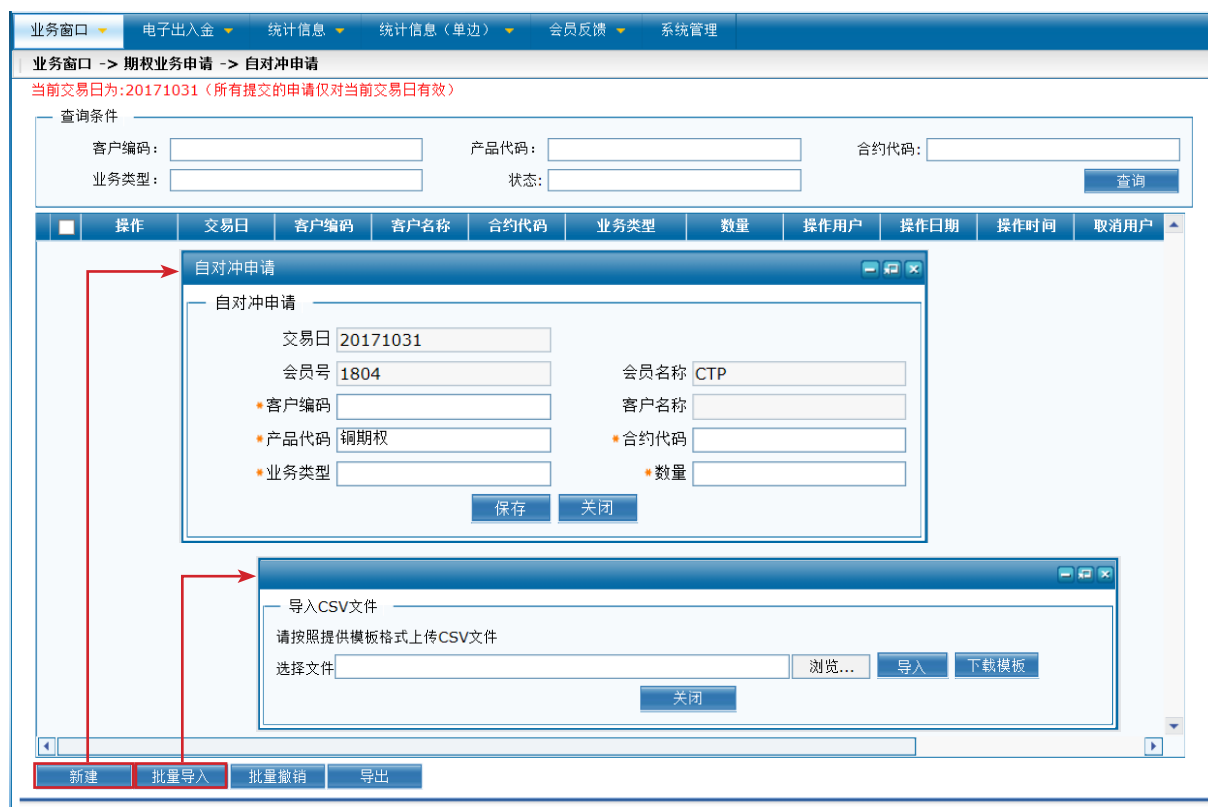 业务窗口 电子出入金 统计信息 统计信息（单边） 会员反馈 系统管理
业务窗口 -> 期权业务申请 -> 自对冲申请
当前交易日为:20171031（所有提交的申请仅对当前交易日有效）
查询条件
客户编码： 产品代码： 合约代码:
业务类型： 状态: 查询
操作 交易日 客户编码 客户名称 合约代码 业务类型 数量 操作用户 操作日期 操作时间 取消用户
自对冲申请
自对冲申请
交易日 20171031
会员号 1804 会员名称 CTP
*客户编码 客户名称
*产品代码 铜期权 *合约代码
*业务类型 *数量
保存 关闭
导入CSV文件
请按照提供模板格式上传CSV文件
选择文件 浏览... 导入 下载模板
关闭
新建 批量导入 批量撤销 导出